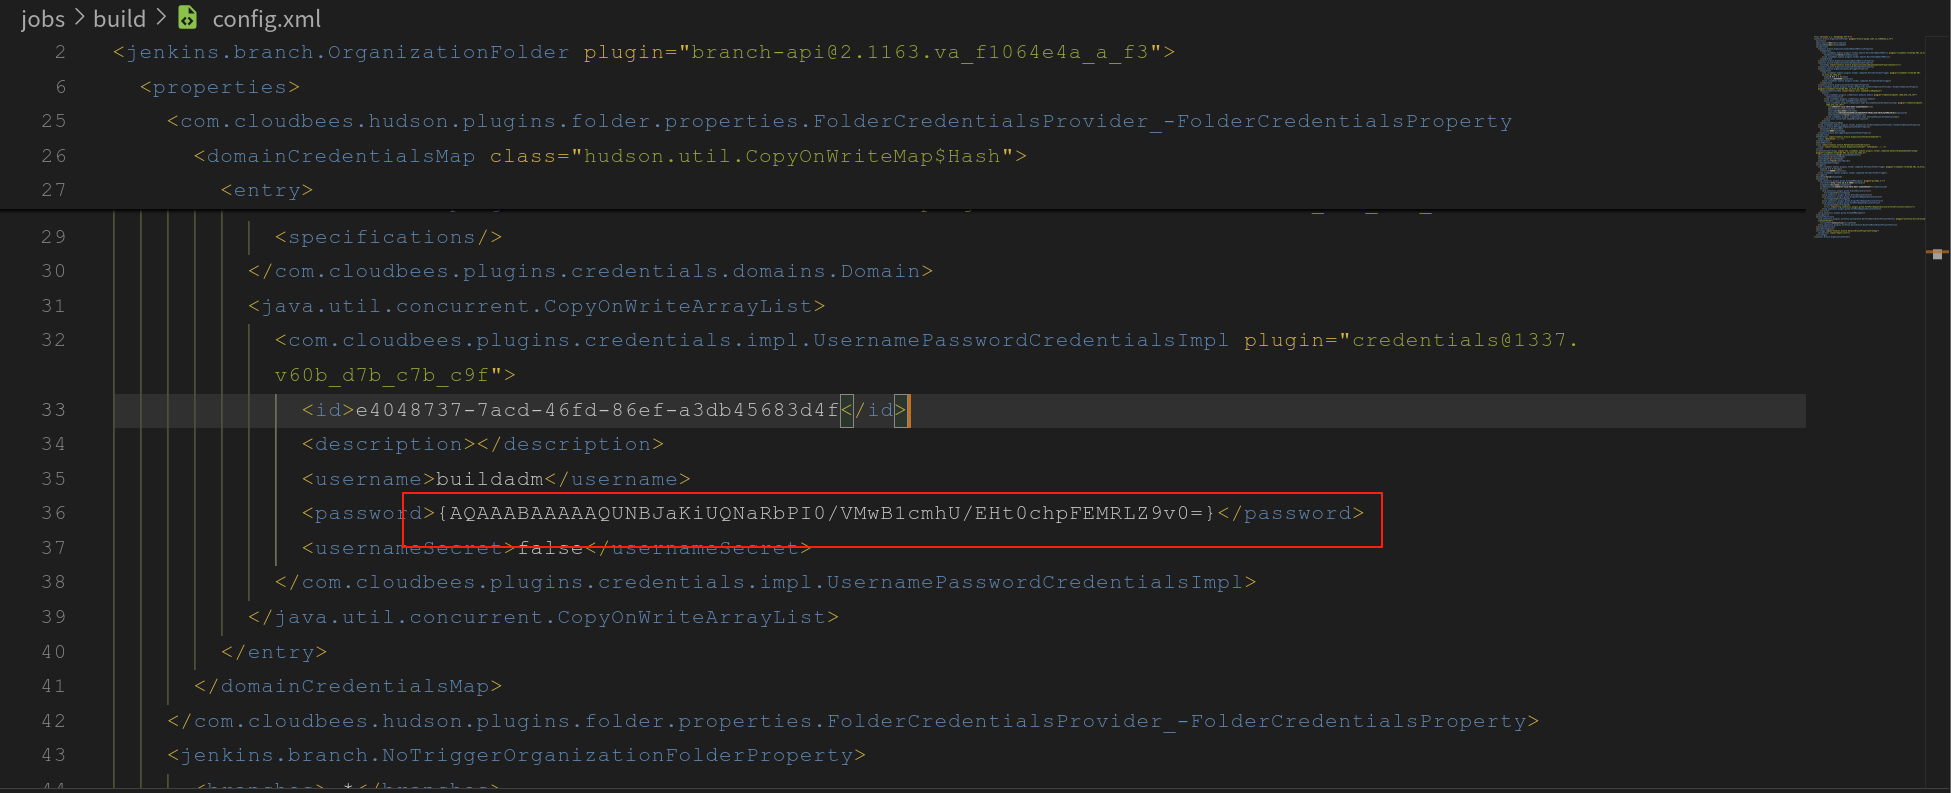 jobs > build > config.xml
2 <jenkins.branch.OrganizationFolder plugin="branch-api@2.1163.va_f1064e4a_a_f3">
6 <properties>
25 <com.cloudbees.hudson.plugins.folder.properties.FolderCredentialsProvider_-FolderCredentialsProperty
26 <domainCredentialsMap class="hudson.util.CopyOnWriteMap$Hash">
27 <entry>
29 <specifications/>
30 </com.cloudbees.plugins.credentials.domains.Domain>
31 <java.util.concurrent.CopyOnWriteArrayList>
32 <com.cloudbees.plugins.credentials.impl.UsernamePasswordCredentialsImpl plugin="credentials@1337.
v60b_d7b_c7b_c9f">
33 <id>e4048737-7acd-46fd-86ef-a3db45683d4f</id>
34 <description></description>
35 <username>buildadm</username>
36 <password>{AQAAABAAAAAQUNBJaKiUQNaRbPI0/VMwB1cmhU/EHt0chpFEMRLZ9v0=}</password>
37 <usernameSecret>false</usernameSecret>
38 </com.cloudbees.plugins.credentials.impl.UsernamePasswordCredentialsImpl>
39 </java.util.concurrent.CopyOnWriteArrayList>
40 </entry>
41 </domainCredentialsMap>
42 </com.cloudbees.hudson.plugins.folder.properties.FolderCredentialsProvider_-FolderCredentialsProperty>
43 <jenkins.branch.NoTriggerOrganizationFolderProperty>